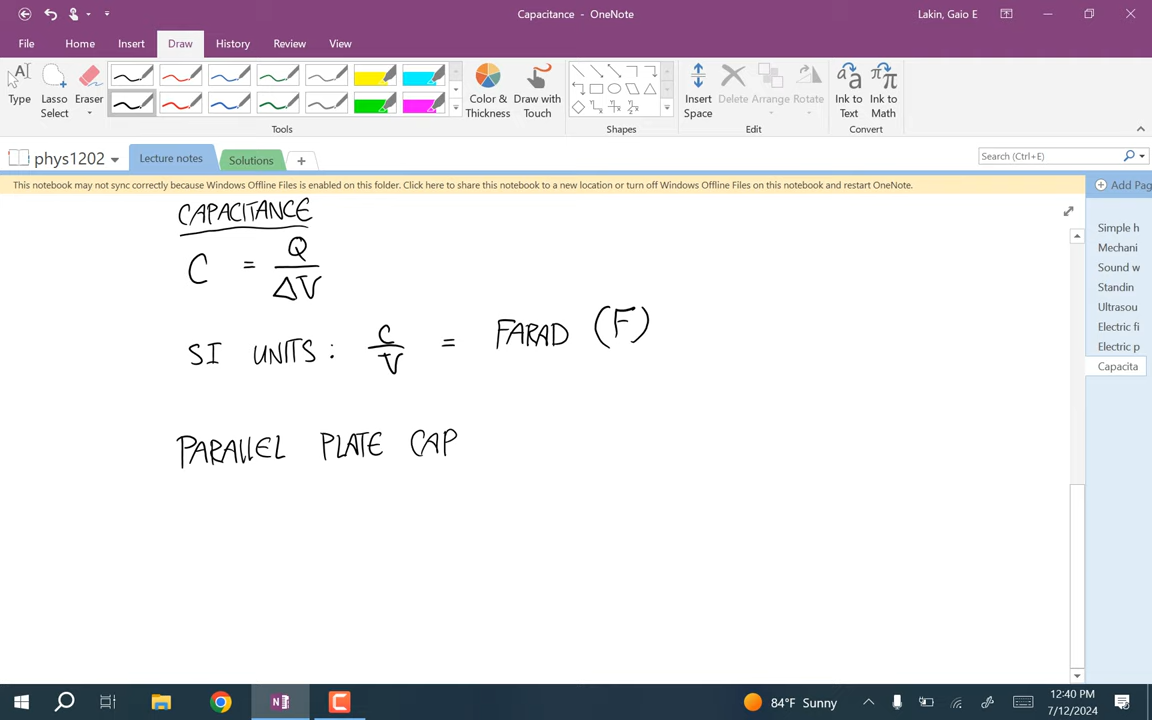 Capacitance - OneNote
Lakin, Gaio E
File Home Insert Draw History Review View
Type Lasso Select Eraser Color & Thickness Draw with Touch Insert Space Delete Arrange Rotate Ink to Text Ink to Math
Tools Shapes Edit Convert
phys1202 Lecture notes Solutions + Search (Ctrl+E)
This notebook may not sync correctly because Windows Offline Files is enabled on this folder. Click here to share this notebook to a new location or turn off Windows Offline Files on this notebook and restart OneNote.
Add Pag
Simple h
Mechani
Sound w
Standin
Ultrasou
Electric fi
Electric p
Capacita
CAPACITANCE
C = Q/ΔV
SI UNITS: C/V = FARAD (F)
PARALLEL PLATE CAP
84°F Sunny
12:40 PM
7/12/2024